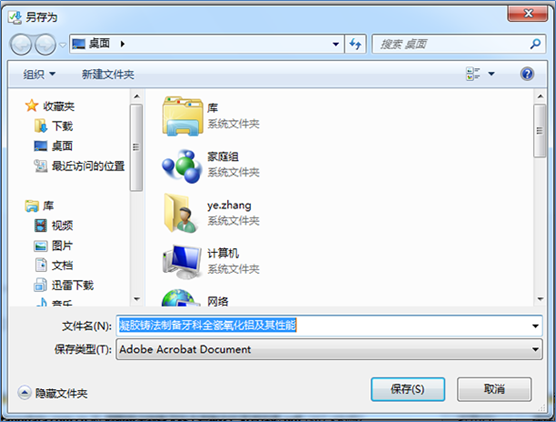 另存为
桌面
搜索 桌面
组织
新建文件夹
收藏夹
下载
桌面
最近访问的位置
库
视频
图片
文档
迅雷下载
音乐
库
系统文件夹
家庭组
系统文件夹
ye.zhang
系统文件夹
计算机
系统文件夹
网络
文件名(N):
凝胶铸法制备牙科全瓷氧化铝及其性能
保存类型(T):
Adobe Acrobat Document
隐藏文件夹
保存(S)
取消